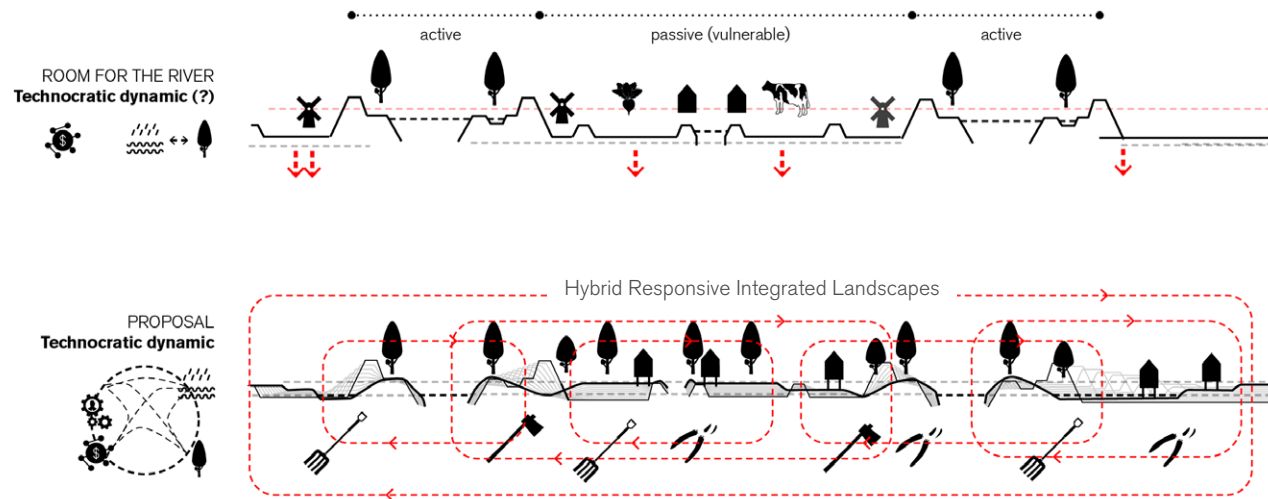 active
passive (vulnerable)
active
ROOM FOR THE RIVER
Technocratic dynamic (?)
$
Hybrid Responsive Integrated Landscapes
PROPOSAL
Technocratic dynamic
$